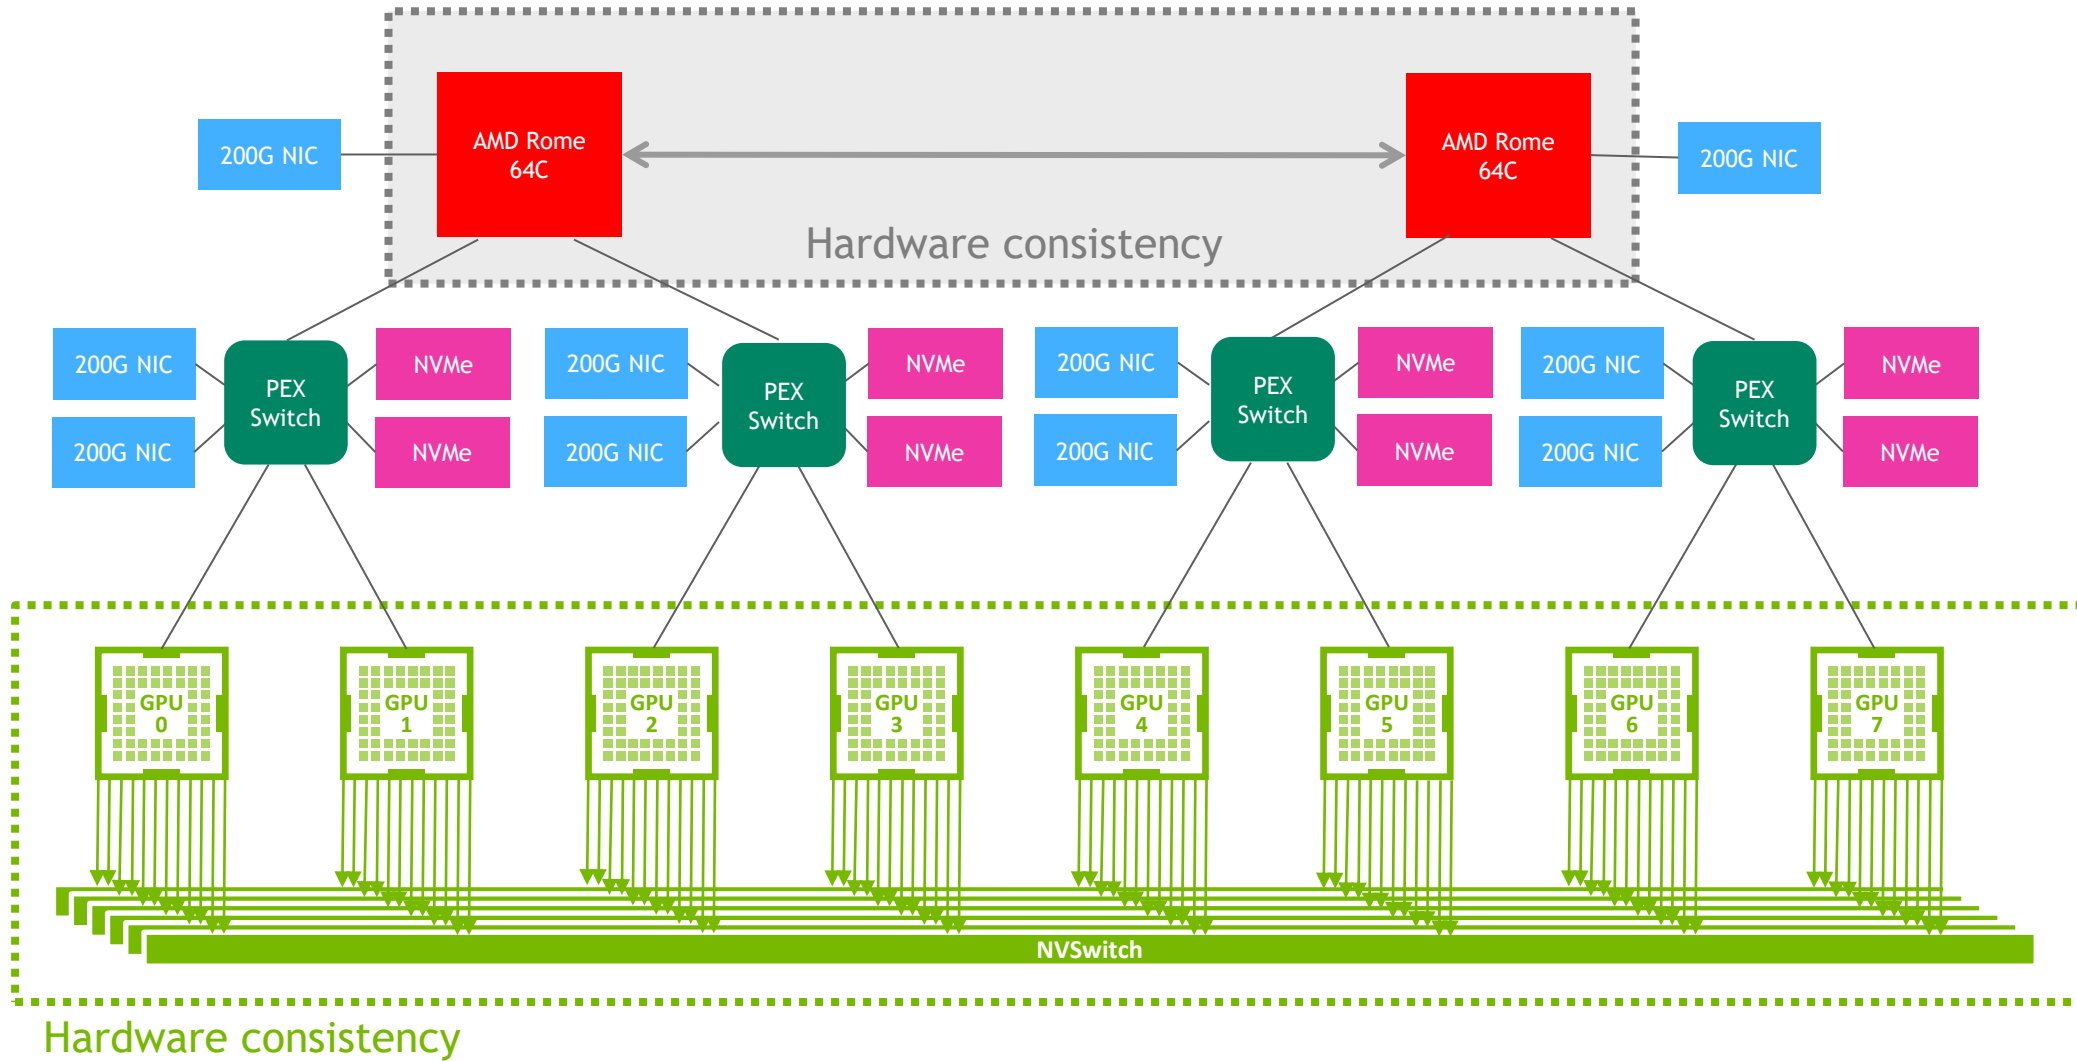 AMD Rome
64C
AMD Rome
64C
200G NIC
200G NIC
Hardware consistency
200G NIC
NVMe
200G NIC
NVMe
200G NIC
NVMe
200G NIC
NVMe
PEX
Switch
PEX
Switch
PEX
Switch
PEX
Switch
200G NIC
NVMe
200G NIC
NVMe
200G NIC
NVMe
200G NIC
NVMe
GPU
0
GPU
1
GPU
2
GPU
3
GPU
4
GPU
5
GPU
6
GPU
7
NVSwitch
Hardware consistency